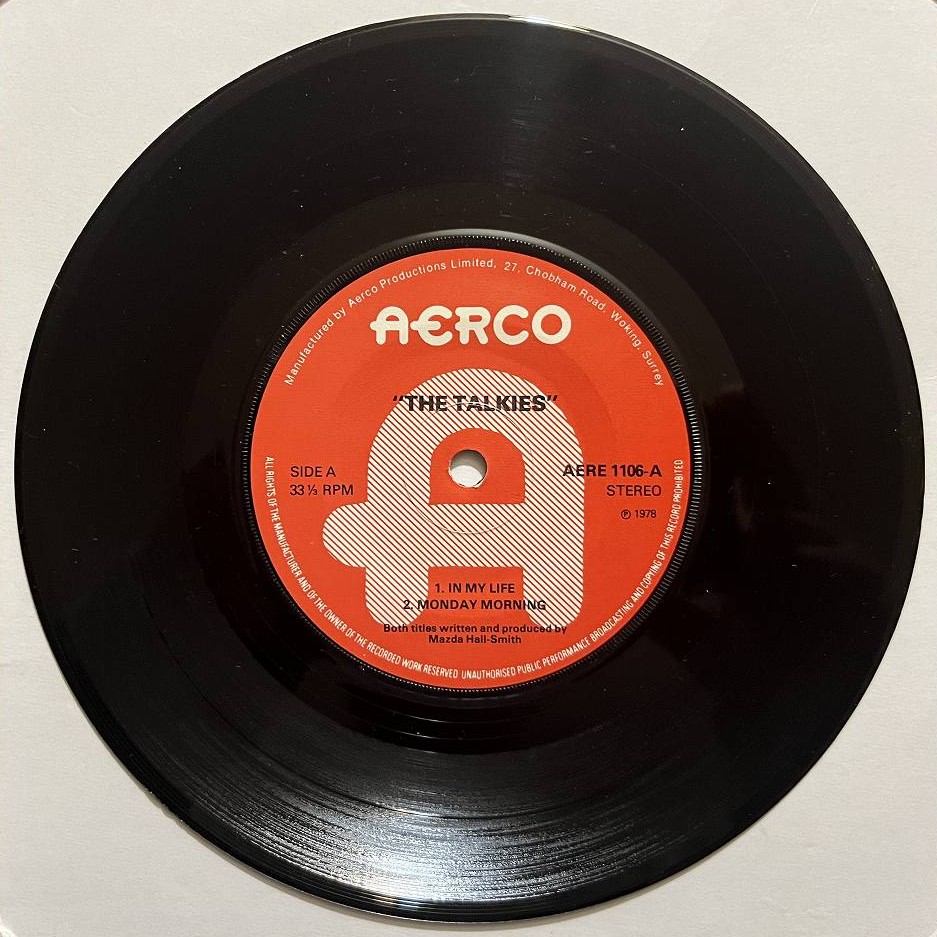 Manufactured by Aerco Productions Limited, 27, Chobham Road, Woking, Surrey
AERCO
"THE TALKIES"
SIDE A
33 ⅓ RPM
AERE 1106-A
STEREO
℗ 1978
1. IN MY LIFE
2. MONDAY MORNING
Both titles written and produced by
Mazda Hall-Smith
ALL RIGHTS OF THE MANUFACTURER AND OF THE OWNER OF THE RECORDED WORK RESERVED UNAUTHORISED PUBLIC PERFORMANCE BROADCASTING AND COPYING OF THIS RECORD PROHIBITED